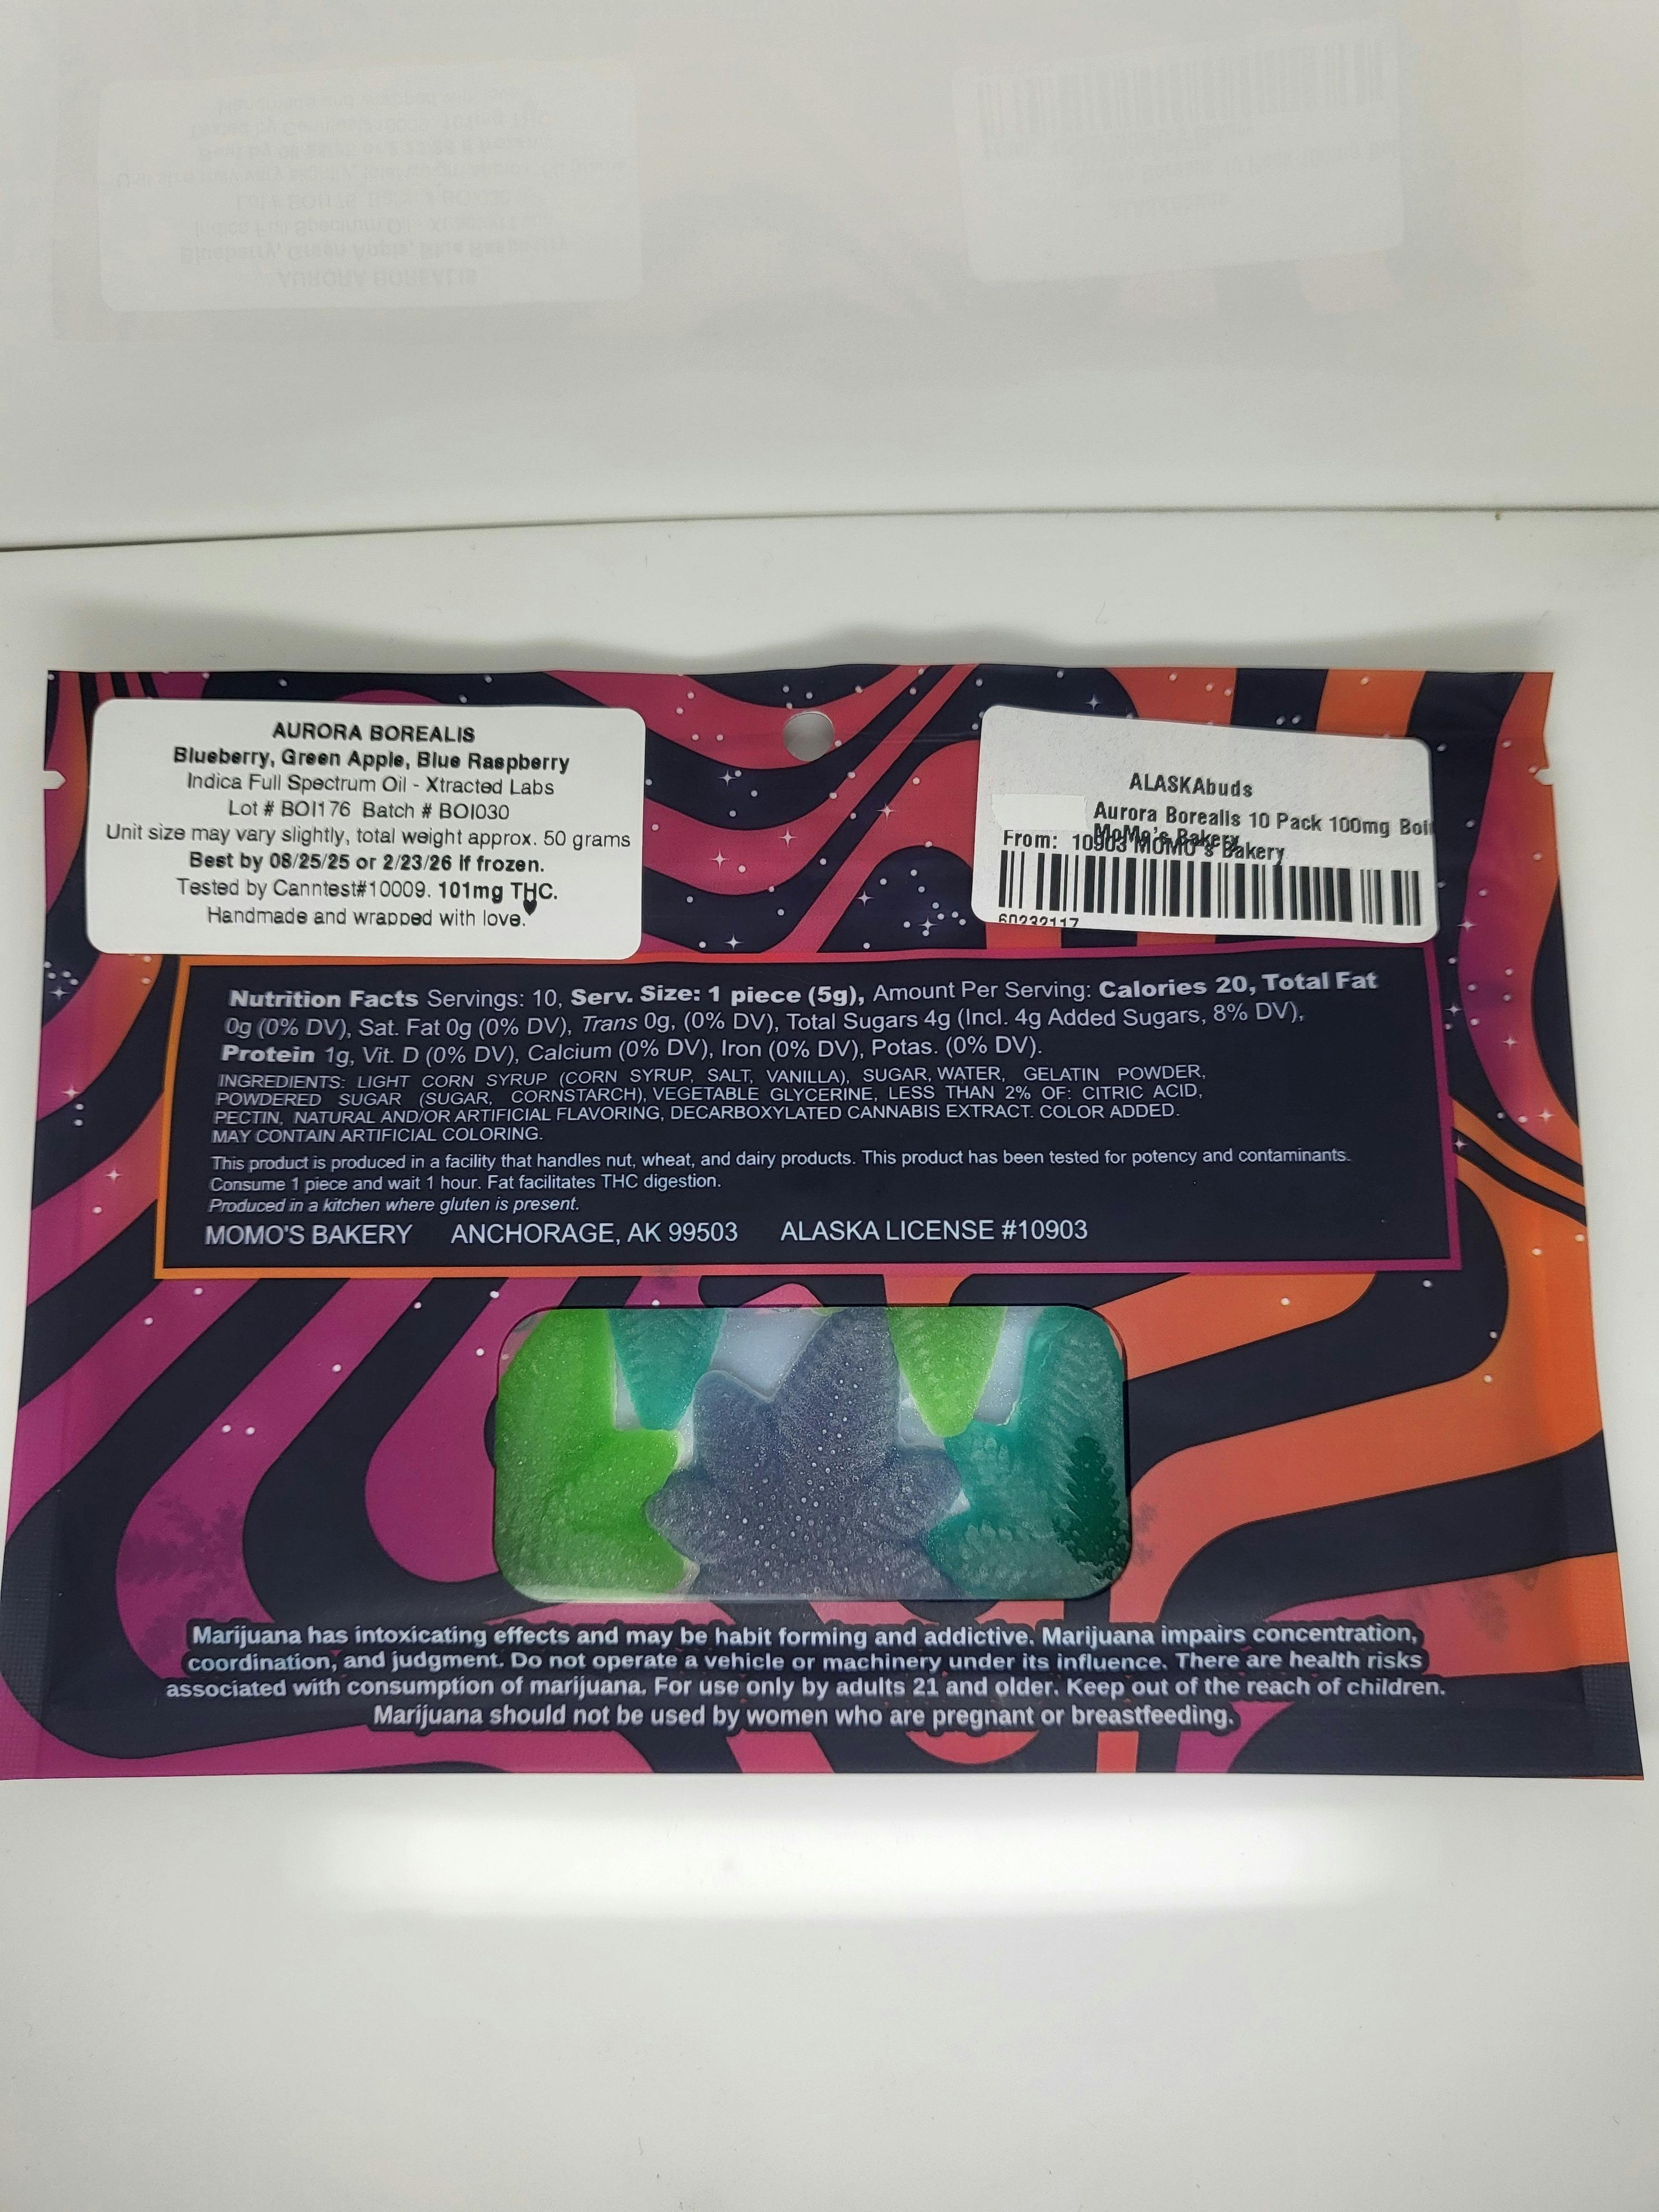 AURORA BOREALIS
Blueberry, Green Apple, Blue Raspberry
Indica Full Spectrum Oil - Xtracted Labs
Lot # BOI176 Batch # BOI030
Unit size may vary slightly, total weight approx. 50 grams
Best by 08/25/25 or 2/23/26 if frozen.
Tested by Canntest#10009. 101mg THC.
Handmade and wrapped with love.
ALASKAbuds
Aurora Borealis 10 Pack 100mg Boi
MoMo's Bakery
From: 10903 MOMO's Bakery
60232117
Nutrition Facts Servings: 10, Serv. Size: 1 piece (5g), Amount Per Serving: Calories 20, Total Fat
0g (0% DV), Sat. Fat 0g (0% DV), Trans 0g, (0% DV), Total Sugars 4g (Incl. 4g Added Sugars, 8% DV),
Protein 1g, Vit. D (0% DV), Calcium (0% DV), Iron (0% DV), Potas. (0% DV).
INGREDIENTS: LIGHT CORN SYRUP (CORN SYRUP, SALT, VANILLA), SUGAR, WATER, GELATIN POWDER,
POWDERED SUGAR (SUGAR, CORNSTARCH), VEGETABLE GLYCERINE, LESS THAN 2% OF: CITRIC ACID,
PECTIN, NATURAL AND/OR ARTIFICIAL FLAVORING, DECARBOXYLATED CANNABIS EXTRACT. COLOR ADDED.
MAY CONTAIN ARTIFICIAL COLORING.
This product is produced in a facility that handles nut, wheat, and dairy products. This product has been tested for potency and contaminants.
Consume 1 piece and wait 1 hour. Fat facilitates THC digestion.
Produced in a kitchen where gluten is present.
MOMO'S BAKERY ANCHORAGE, AK 99503 ALASKA LICENSE #10903
Marijuana has intoxicating effects and may be habit forming and addictive. Marijuana impairs concentration,
coordination, and judgment. Do not operate a vehicle or machinery under its influence. There are health risks
associated with consumption of marijuana. For use only by adults 21 and older. Keep out of the reach of children.
Marijuana should not be used by women who are pregnant or breastfeeding.